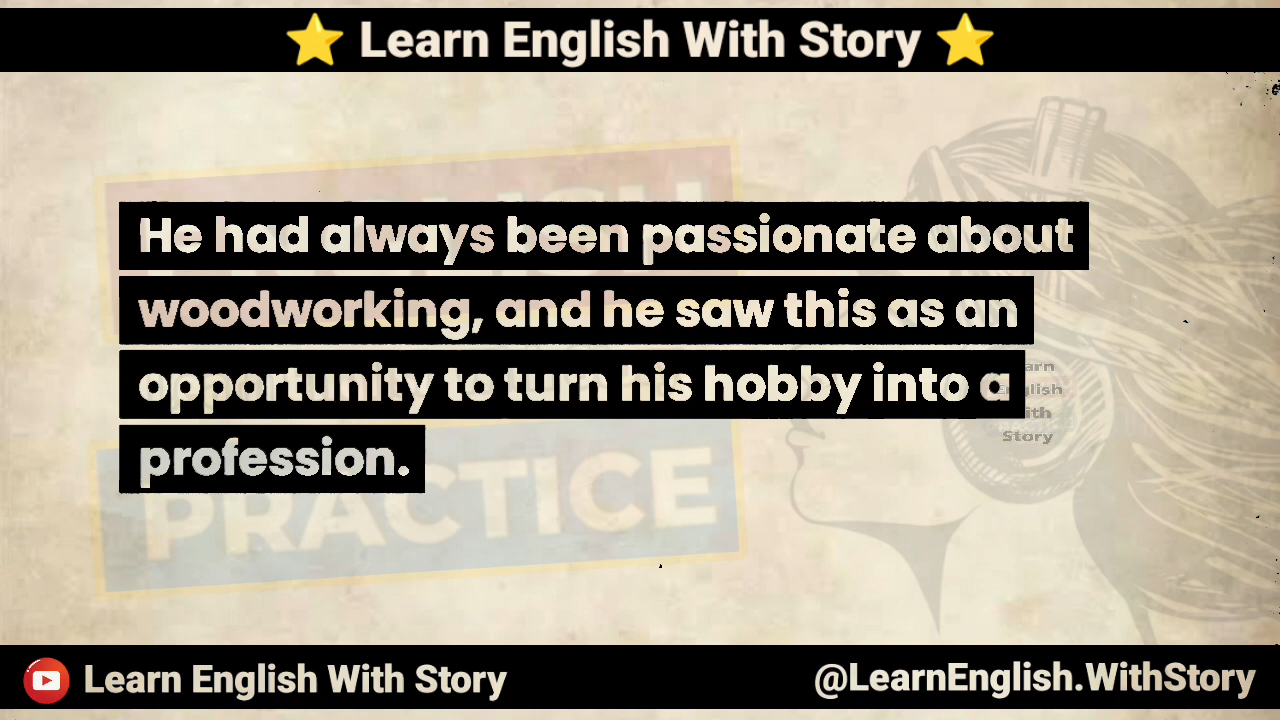 Learn English With Story
He had always been passionate about
woodworking, and he saw this as an
opportunity to turn his hobby into a
profession.
PRACTICE
Story
Learn English With Story
@LearnEnglish.WithStory